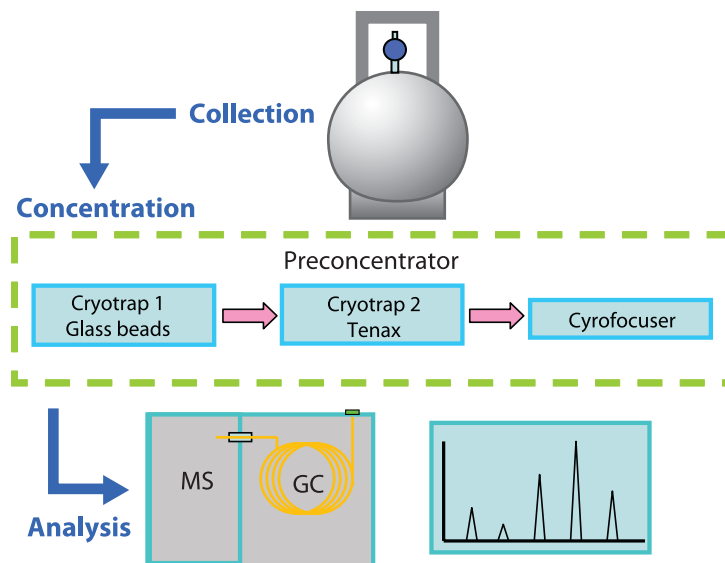 Collection
Concentration
Preconcentrator
Cryotrap 1
Glass beads
Cryotrap 2
Tenax
Cyrofocuser
MS
GC
Analysis